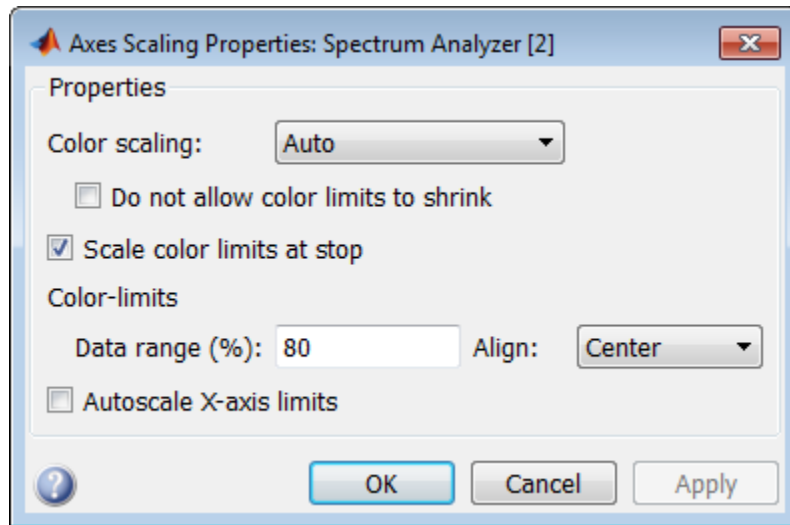 Axes Scaling Properties: Spectrum Analyzer [2]
Properties
Color scaling: Auto
Do not allow color limits to shrink
Scale color limits at stop
Color-limits
Data range (%): 80 Align: Center
Autoscale X-axis limits
? OK Cancel Apply